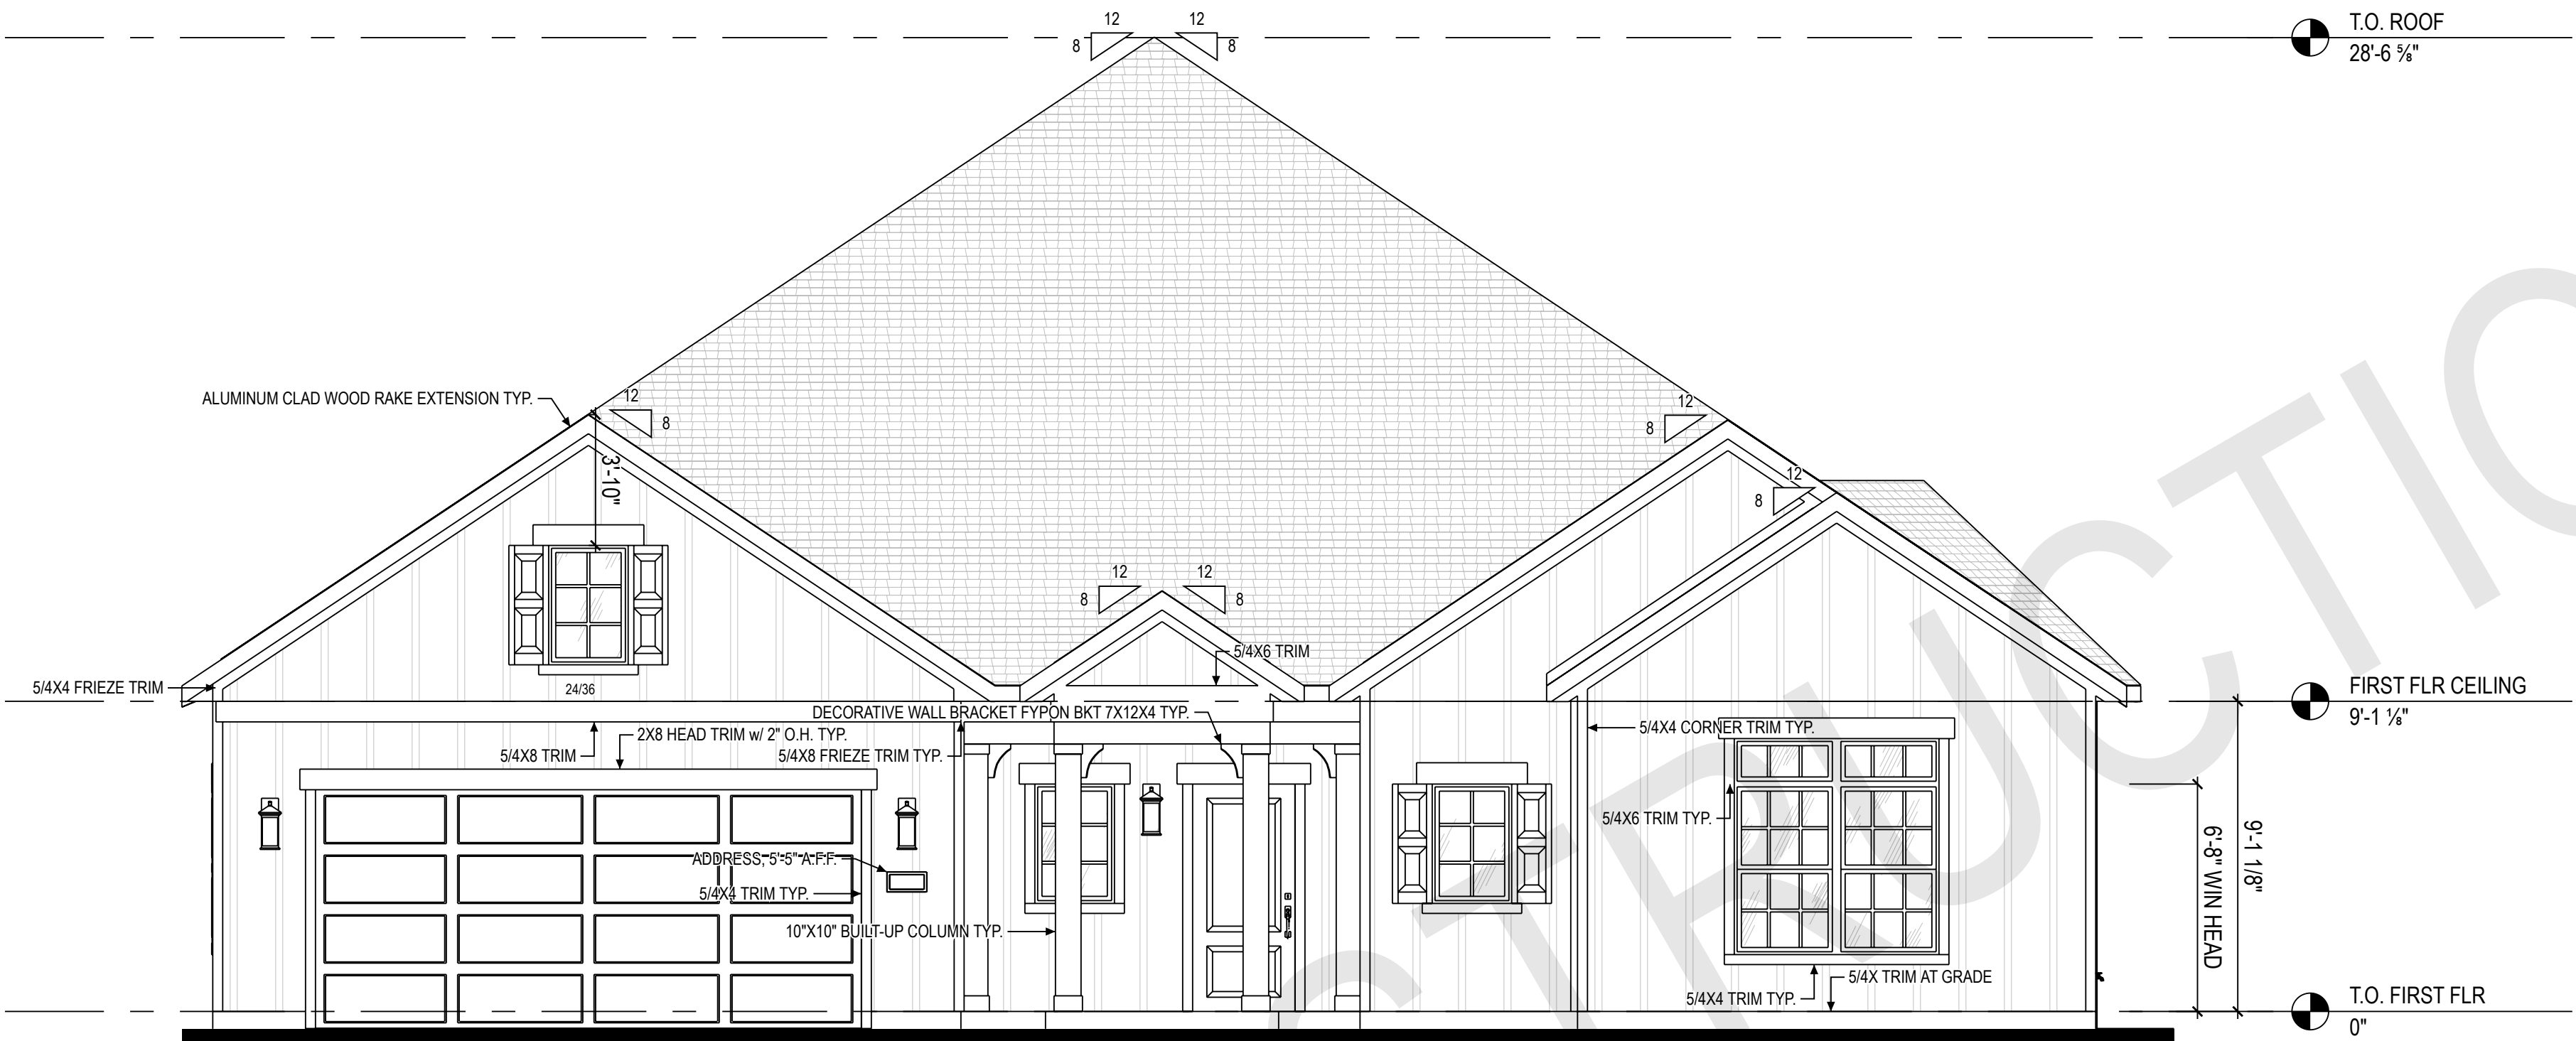 12 12
8 8
T.O. ROOF
28'-6 ⅝"
ALUMINUM CLAD WOOD RAKE EXTENSION TYP.
12
8
12
8
3'-10"
12
8
12 12
8 8
5/4X6 TRIM
5/4X4 FRIEZE TRIM
24/36
FIRST FLR CEILING
9'-1 ⅛"
DECORATIVE WALL BRACKET FYPON BKT 7X12X4 TYP.
2X8 HEAD TRIM w/ 2" O.H. TYP.
5/4X4 CORNER TRIM TYP.
5/4X8 TRIM
5/4X8 FRIEZE TRIM TYP.
5/4X6 TRIM TYP.
ADDRESS, 5'-5" A.F.F.
5/4X4 TRIM TYP.
10"X10" BUILT-UP COLUMN TYP.
6'-8" WIN HEAD
9'-1 1/8"
5/4X TRIM AT GRADE
5/4X4 TRIM TYP.
T.O. FIRST FLR
0"
CTRUCTIO